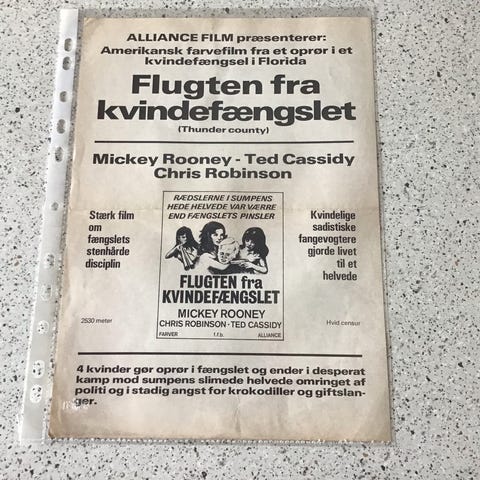 ALLIANCE FILM præsenterer:
Amerikansk farvefilm fra et oprør i et
kvindefængsel i Florida
Flugten fra
kvindefængslet
(Thunder county)
Mickey Rooney - Ted Cassidy
Chris Robinson
Stærk film
om
fængslets
stenhårde
disciplin
2530 meter
RÆDSLERNE I SUMPENS
HEDE HELVEDE VAR VÆRRE
END FÆNGSLETS PINSLER
FLUGTEN fra
KVINDEFÆNGSLET
MICKEY ROONEY
CHRIS ROBINSON · TED CASSIDY
FARVER f.f.b. ALLIANCE
Kvindelige
sadistiske
fangevogtere
gjorde livet
til et
helvede
Hvid censur
4 kvinder gør oprør i fængslet og ender i desperat
kamp mod sumpens slimede helvede omringet af
politi og i stadig angst for krokodiller og giftslan-
ger.